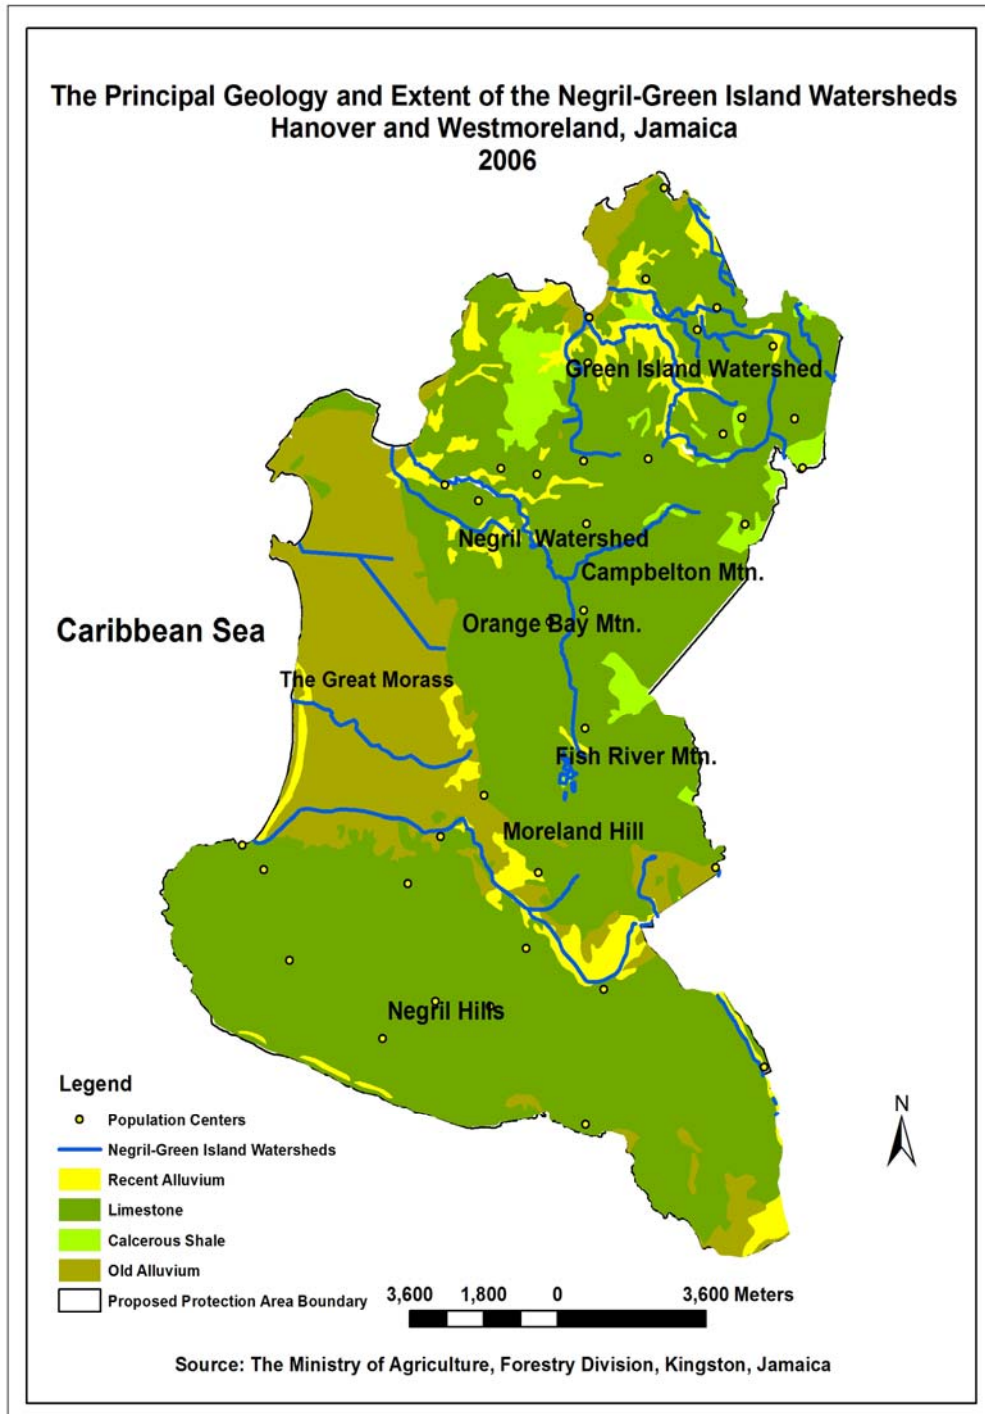 The Principal Geology and Extent of the Negril-Green Island Watersheds
Hanover and Westmoreland, Jamaica
2006
Green Island Watershed
Negril Watershed
Campbelton Mtn.
Orange Bay Mtn.
Caribbean Sea
The Great Morass
Fish River Mtn.
Moreland Hill
Negril Hills
Legend
Population Centers
Negril-Green Island Watersheds
Recent Alluvium
Limestone
Calcerous Shale
Old Alluvium
Proposed Protection Area Boundary
N
3,600 1,800 0 3,600 Meters
Source: The Ministry of Agriculture, Forestry Division, Kingston, Jamaica